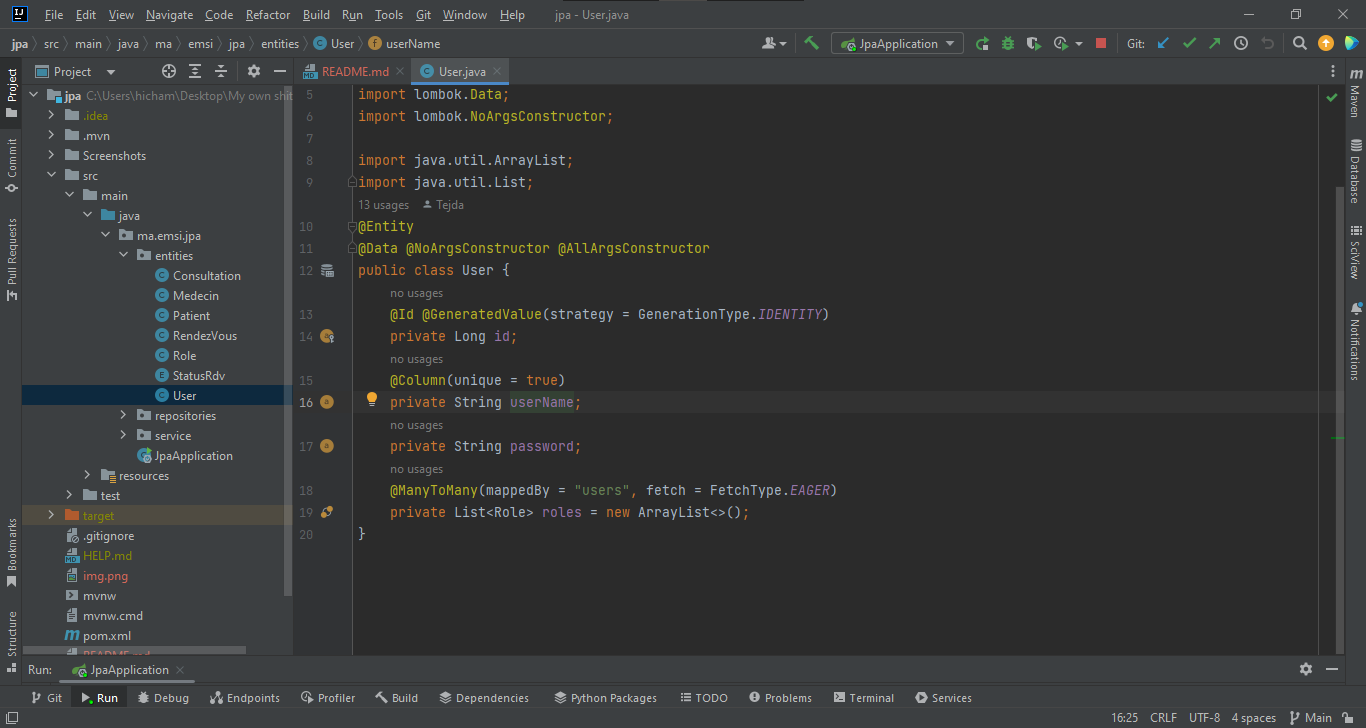 File Edit View Navigate Code Refactor Build Run Tools Git Window Help jpa - User.java
jpa src main java ma emsi jpa entities C User f userName JpaApplication Git:
Project README.md C User.java
jpa C:\Users\hicham\Desktop\My own shit
.idea
.mvn
Screenshots
src
main
java
ma.emsi.jpa
entities
C Consultation
C Medecin
C Patient
C RendezVous
C Role
E StatusRdv
C User
repositories
service
JpaApplication
resources
test
target
.gitignore
HELP.md
img.png
mvnw
mvnw.cmd
m pom.xml
README.md
5 import lombok.Data;
6 import lombok.NoArgsConstructor;
7
8 import java.util.ArrayList;
9 import java.util.List;
13 usages Tejda
10 @Entity
11 @Data @NoArgsConstructor @AllArgsConstructor
12 public class User {
no usages
13 @Id @GeneratedValue(strategy = GenerationType.IDENTITY)
14 private Long id;
no usages
15 @Column(unique = true)
16 private String userName;
no usages
17 private String password;
no usages
18 @ManyToMany(mappedBy = "users", fetch = FetchType.EAGER)
19 private List<Role> roles = new ArrayList<>();
20 }
Project
Commit
Pull Requests
Bookmarks
Structure
m Maven
Database
SciView
Notifications
Run: JpaApplication
Git Run Debug Endpoints Profiler Build Dependencies Python Packages TODO Problems Terminal Services
16:25 CRLF UTF-8 4 spaces Main